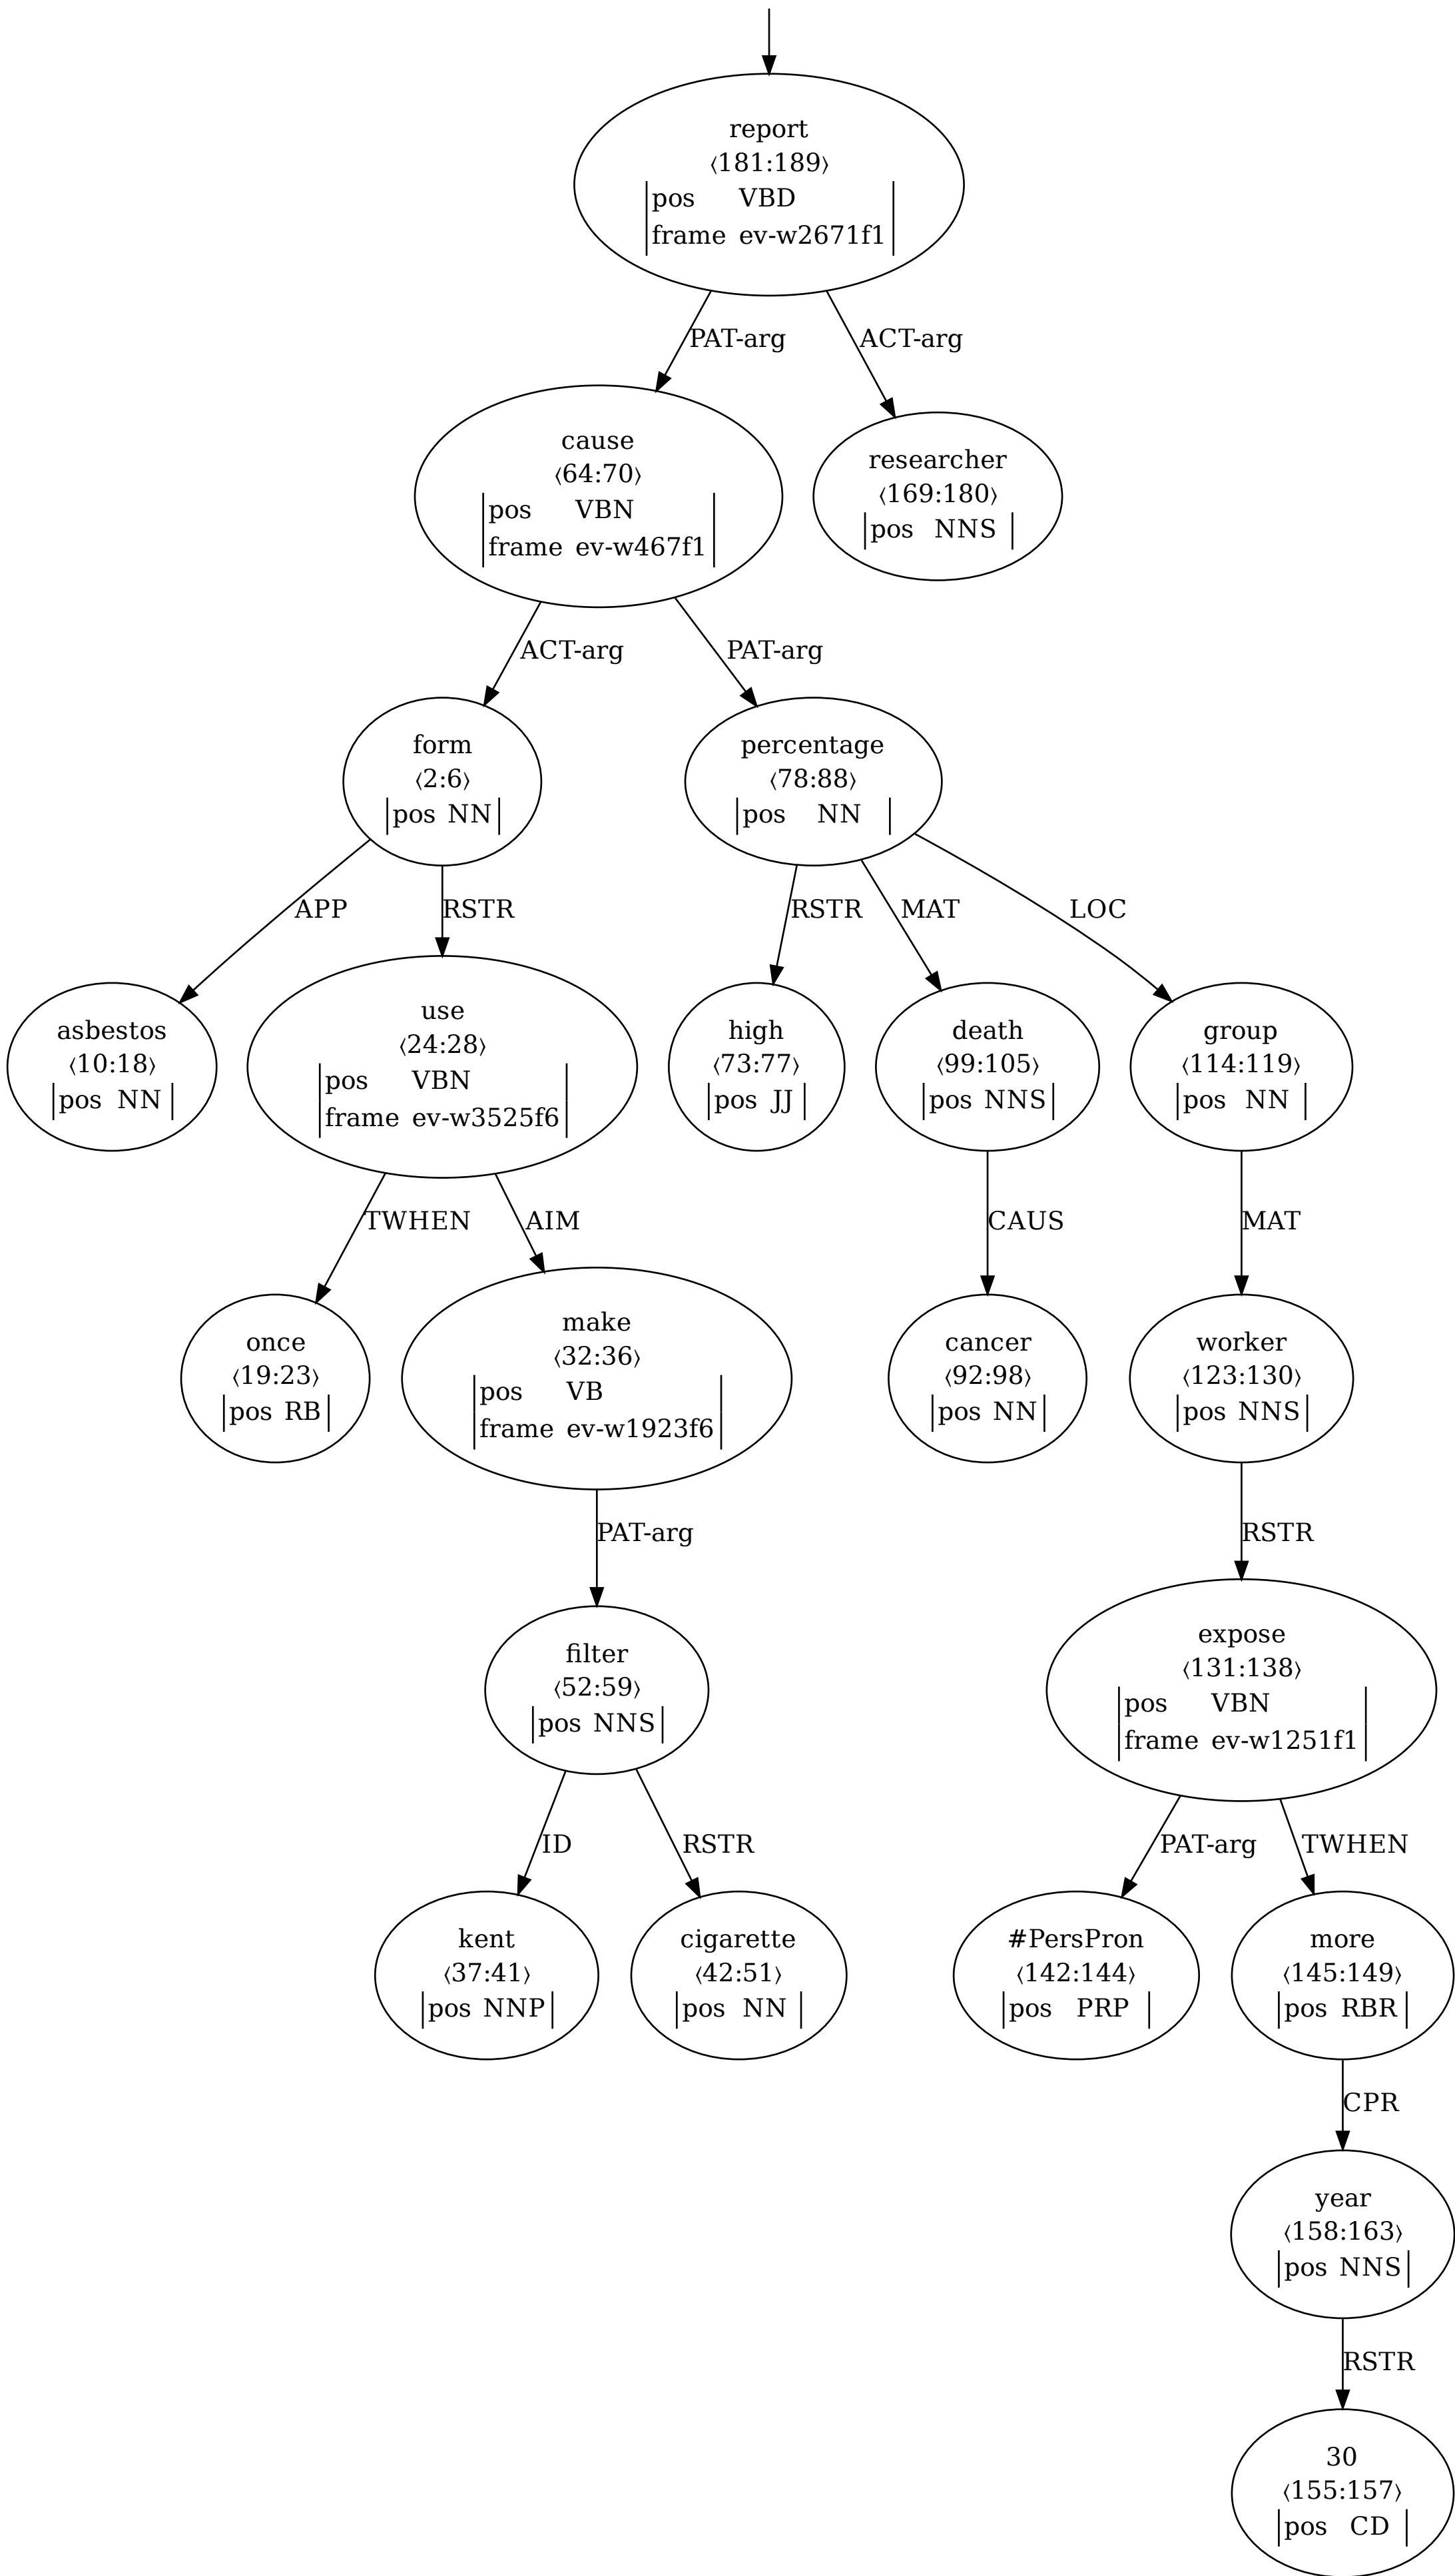 report
⟨181:189⟩
pos VBD
frame ev-w2671f1
PAT-arg
ACT-arg
cause
⟨64:70⟩
pos VBN
frame ev-w467f1
researcher
⟨169:180⟩
pos NNS
ACT-arg
PAT-arg
form
⟨2:6⟩
pos NN
percentage
⟨78:88⟩
pos NN
APP
RSTR
RSTR
MAT
LOC
asbestos
⟨10:18⟩
pos NN
use
⟨24:28⟩
pos VBN
frame ev-w3525f6
high
⟨73:77⟩
pos JJ
death
⟨99:105⟩
pos NNS
group
⟨114:119⟩
pos NN
TWHEN
AIM
CAUS
MAT
once
⟨19:23⟩
pos RB
make
⟨32:36⟩
pos VB
frame ev-w1923f6
cancer
⟨92:98⟩
pos NN
worker
⟨123:130⟩
pos NNS
PAT-arg
RSTR
filter
⟨52:59⟩
pos NNS
expose
⟨131:138⟩
pos VBN
frame ev-w1251f1
ID
RSTR
PAT-arg
TWHEN
kent
⟨37:41⟩
pos NNP
cigarette
⟨42:51⟩
pos NN
#PersPron
⟨142:144⟩
pos PRP
more
⟨145:149⟩
pos RBR
CPR
year
⟨158:163⟩
pos NNS
RSTR
30
⟨155:157⟩
pos CD